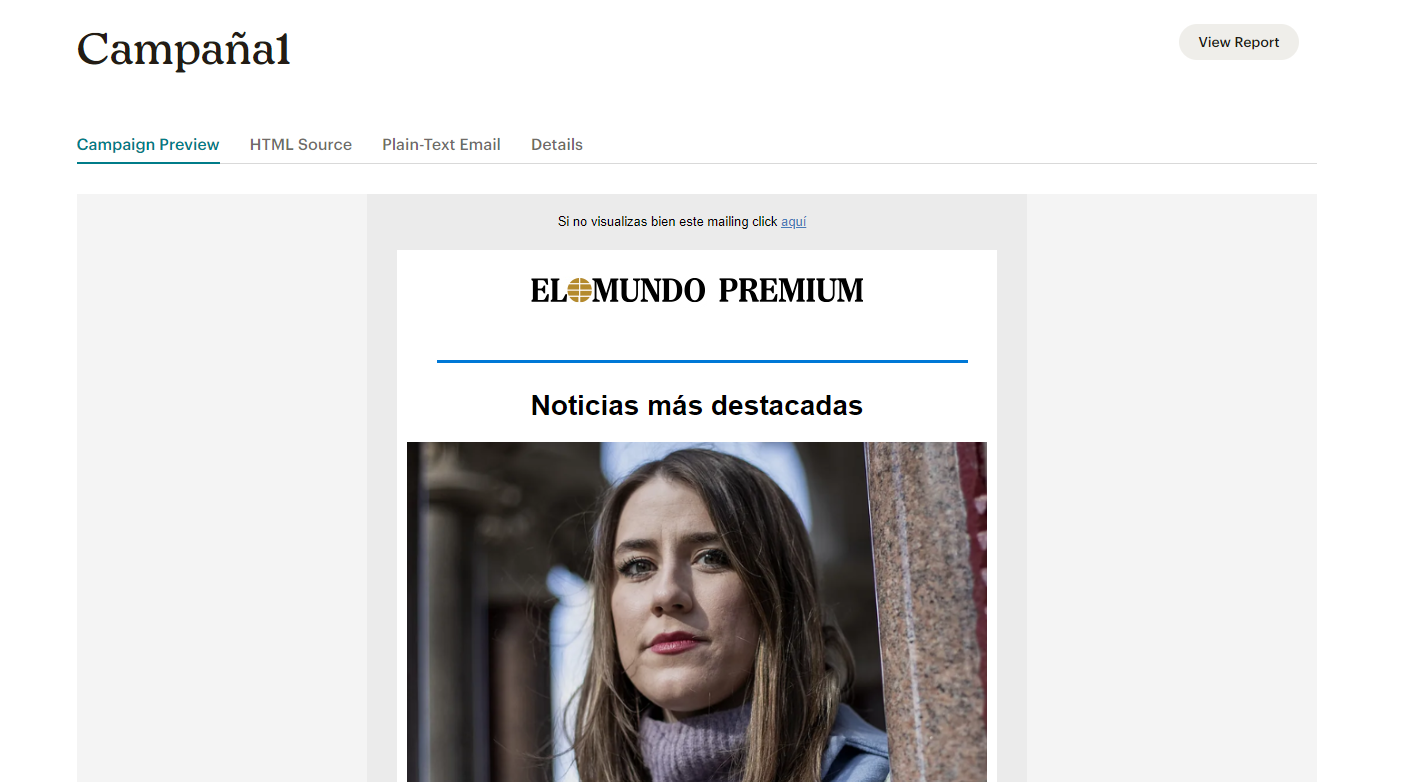 Campaña1
View Report
Campaign Preview HTML Source Plain-Text Email Details
Si no visualizas bien este mailing click aquí
EL MUNDO PREMIUM
Noticias más destacadas